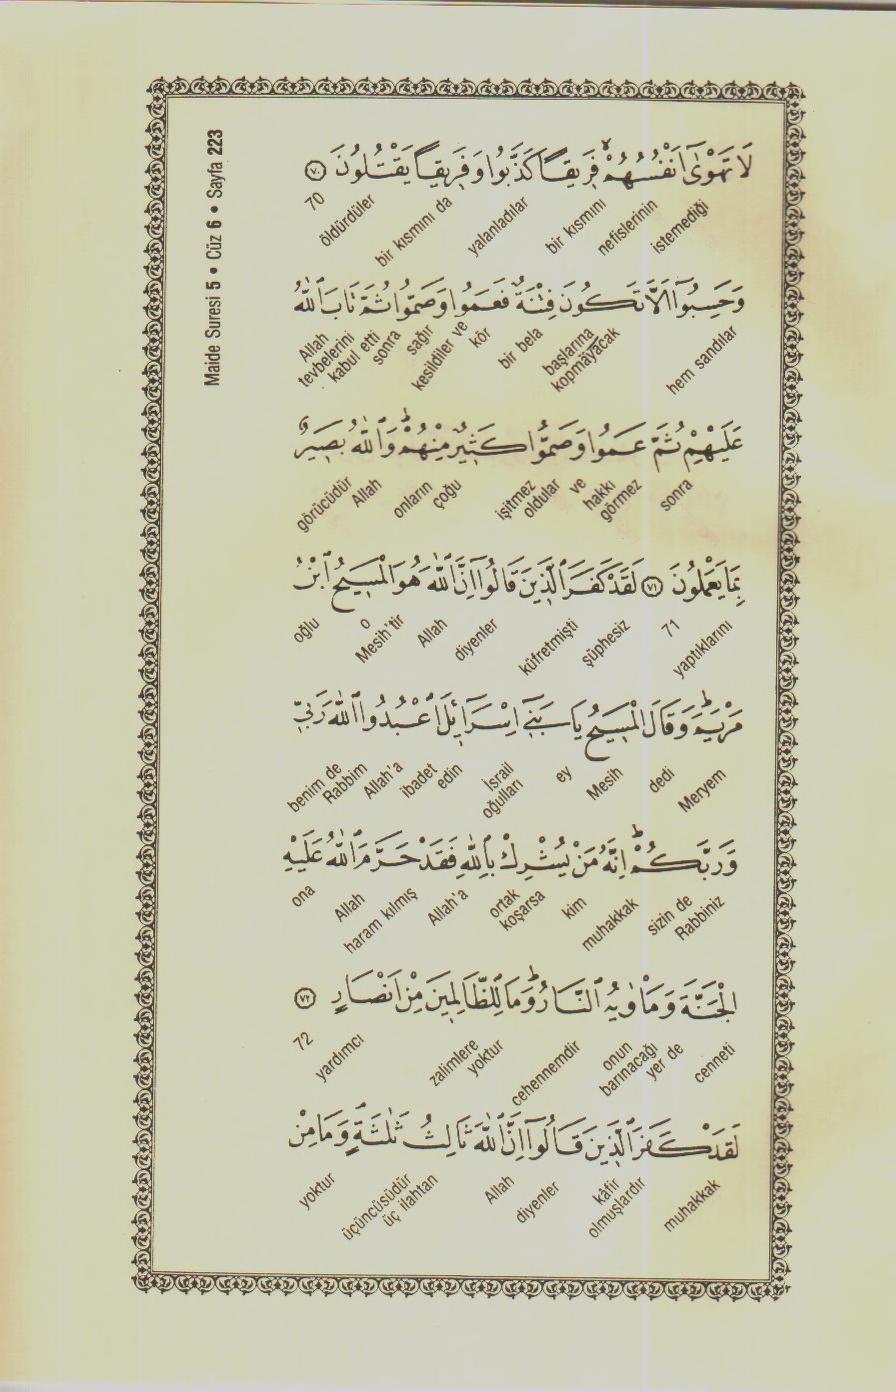 Maide Suresi 5 • Cüz 6 • Sayfa 223
لَا تَهْوٰٓى اَنْفُسُهُمْۙ فَرٖيقًا كَذَّبُوا وَفَرٖيقًا يَقْتُلُونَ ﴿٧٠﴾
istemediği nefislerinin bir kısmını yalanladılar bir kısmını da öldürdüler 70
وَحَسِبُٓوا اَلَّا تَكُونَ فِتْنَةٌ فَعَمُوا وَصَمُّوا ثُمَّ تَابَ اللّٰهُ
hem sandılar başlarına kopmayacak bir bela kör kesildiler ve sağır sonra tevbelerini kabul etti Allah
عَلَيْهِمْ ثُمَّ عَمُوا وَصَمُّوا كَثٖيرٌ مِنْهُمْؕ وَاللّٰهُ بَصٖيرٌ
sonra hakkı görmez ve işitmez oldular çoğu onların Allah görücüdür
بِمَا يَعْمَلُونَ ﴿٧١﴾ لَقَدْ كَفَرَ الَّذٖينَ قَالُٓوا اِنَّ اللّٰهَ هُوَ الْمَسٖيحُ ابْنُ
yaptıklarını 71 şüphesiz küfretmişti diyenler Allah o Mesih'tir oğlu
مَرْيَمَؕ وَقَالَ الْمَسٖيحُ يَا بَنٖٓي اِسْرَٓائٖلَ اعْبُدُوا اللّٰهَ رَبّٖي
Meryem dedi Mesih ey İsrail oğulları ibadet edin Allah'a benim de Rabbim
وَرَبَّكُمْؕ اِنَّهُ مَنْ يُشْرِكْ بِاللّٰهِ فَقَدْ حَرَّمَ اللّٰهُ عَلَيْهِ
sizin de Rabbiniz muhakkak kim ortak koşarsa Allah'a haram kılmış Allah ona
الْجَنَّةَ وَمَأْوٰيهُ النَّارُؕ وَمَا لِلظَّالِمٖينَ مِنْ اَنْصَارٍ ﴿٧٢﴾
cenneti onun barınacağı yer de cehennemdir zalimlere yoktur yardımcı 72
لَقَدْ كَفَرَ الَّذٖينَ قَالُٓوا اِنَّ اللّٰهَ ثَالِثُ ثَلٰثَةٍۘ وَمَا مِنْ
muhakkak kâfir olmuşlardır diyenler Allah üçüncüsüdür üç ilahtan yoktur